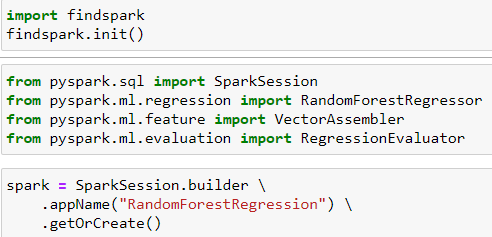 import findspark
findspark.init()
from pyspark.sql import SparkSession
from pyspark.ml.regression import RandomForestRegressor
from pyspark.ml.feature import VectorAssembler
from pyspark.ml.evaluation import RegressionEvaluator
spark = SparkSession.builder \
    .appName("RandomForestRegression") \
    .getOrCreate()